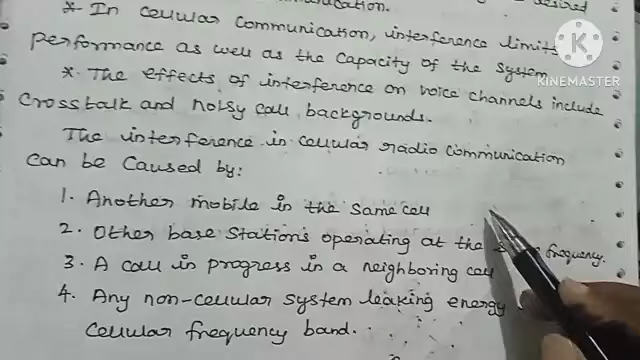 desired
* In Cellular Communication, interference limits
performance as well as the Capacity of the System
* The effects of interference on voice channels include
Crosstalk and noisy call backgrounds.
The interference in cellular radio communication
Can be Caused by:
1. Another mobile in the same cell
2. Other base Stations operating at the frequency.
3. A call in progress in a neighboring cell
4. Any non-cellular System leaking energy
Cellular frequency band.
KINEMASTER